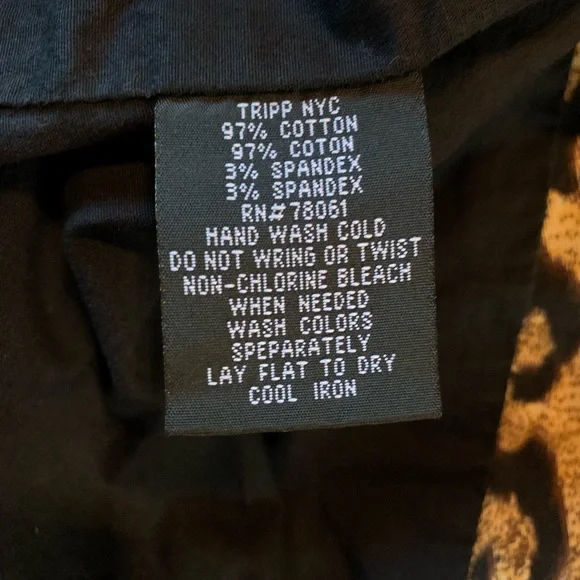 TRIPP NYC
97% COTTON
97% COTON
3% SPANDEX
3% SPANDEX
RN#78061
HAND WASH COLD
DO NOT WRING OR TWIST
NON-CHLORINE BLEACH
WHEN NEEDED
WASH COLORS
SPEPARATELY
LAY FLAT TO DRY
COOL IRON